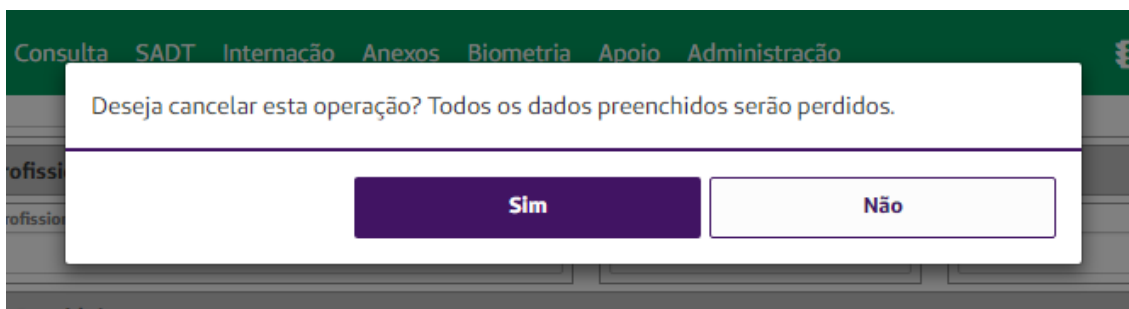 Consulta SADT Internação Anexos Biometria Apoio Administração
Deseja cancelar esta operação? Todos os dados preenchidos serão perdidos.
Sim Não